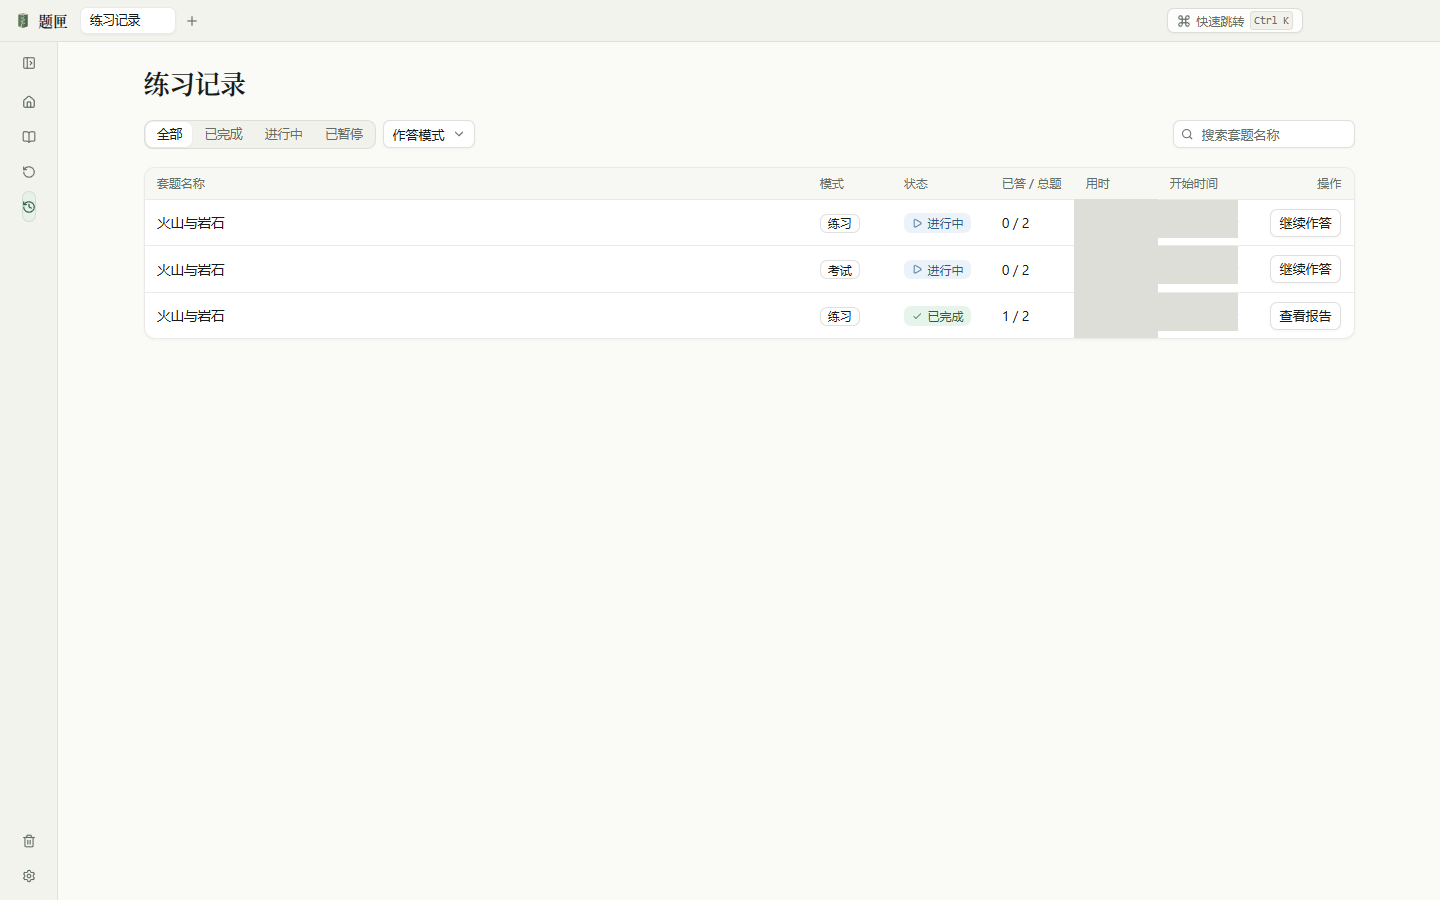 题匣 练习记录 快速跳转 Ctrl K
练习记录
全部 已完成 进行中 已暂停 作答模式 搜索套题名称
套题名称 模式 状态 已答 / 总题 用时 开始时间 操作
火山与岩石 练习 进行中 0 / 2 继续作答
火山与岩石 考试 进行中 0 / 2 继续作答
火山与岩石 练习 已完成 1 / 2 查看报告